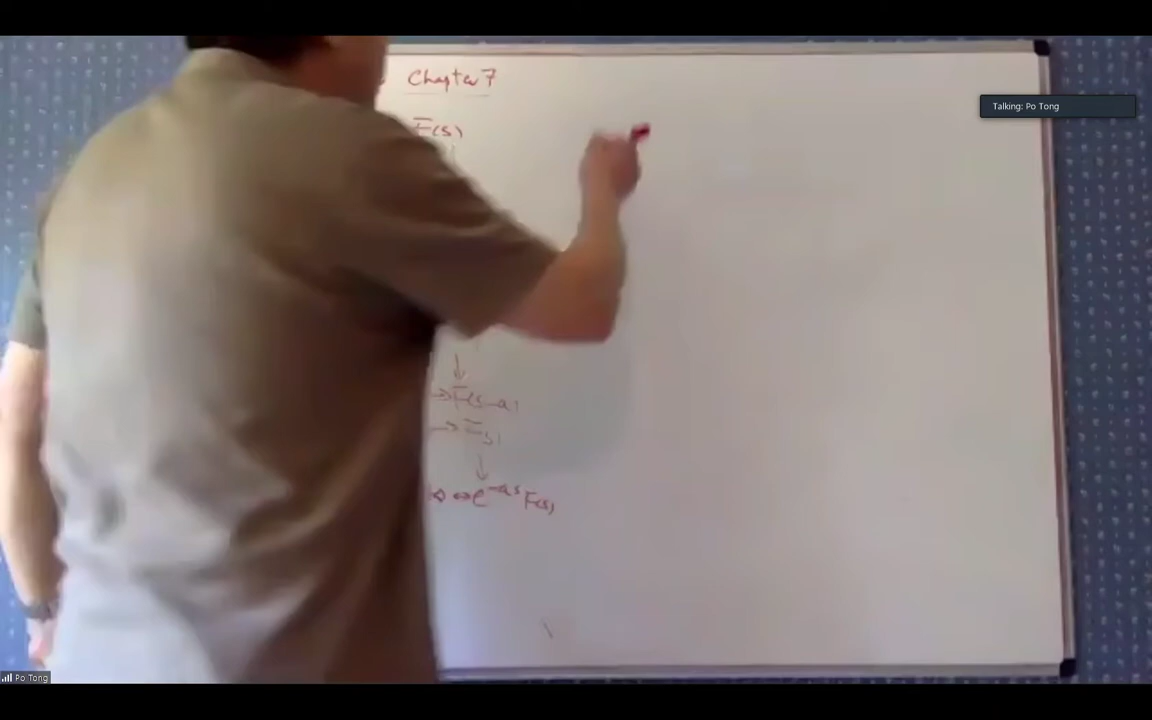 Chapter 7
Talking: Po Tong
F(s)
→ F(s-a)
→ F(s)
↔ e^{-as} F(s)
Po Tong